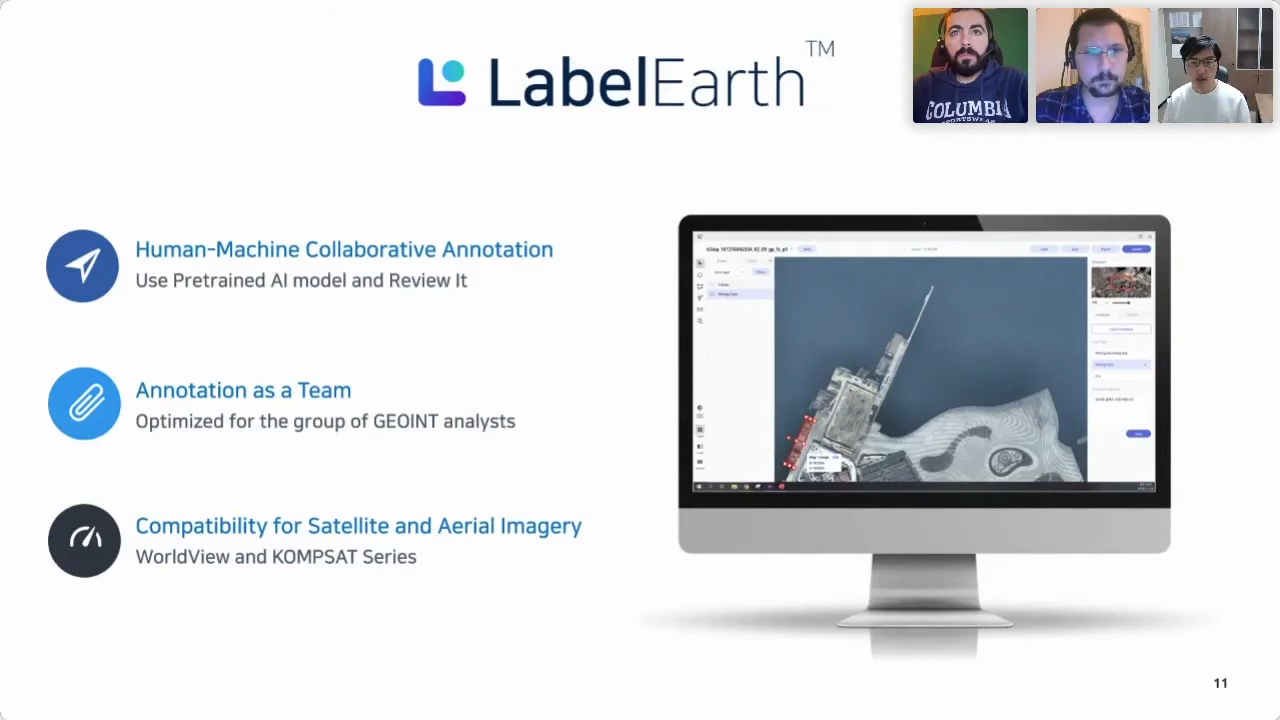 LabelEarth™
COLUMBIA
SPORTSWEAR
Human-Machine Collaborative Annotation
Use Pretrained AI model and Review It
Annotation as a Team
Optimized for the group of GEOINT analysts
Compatibility for Satellite and Aerial Imagery
WorldView and KOMPSAT Series
11